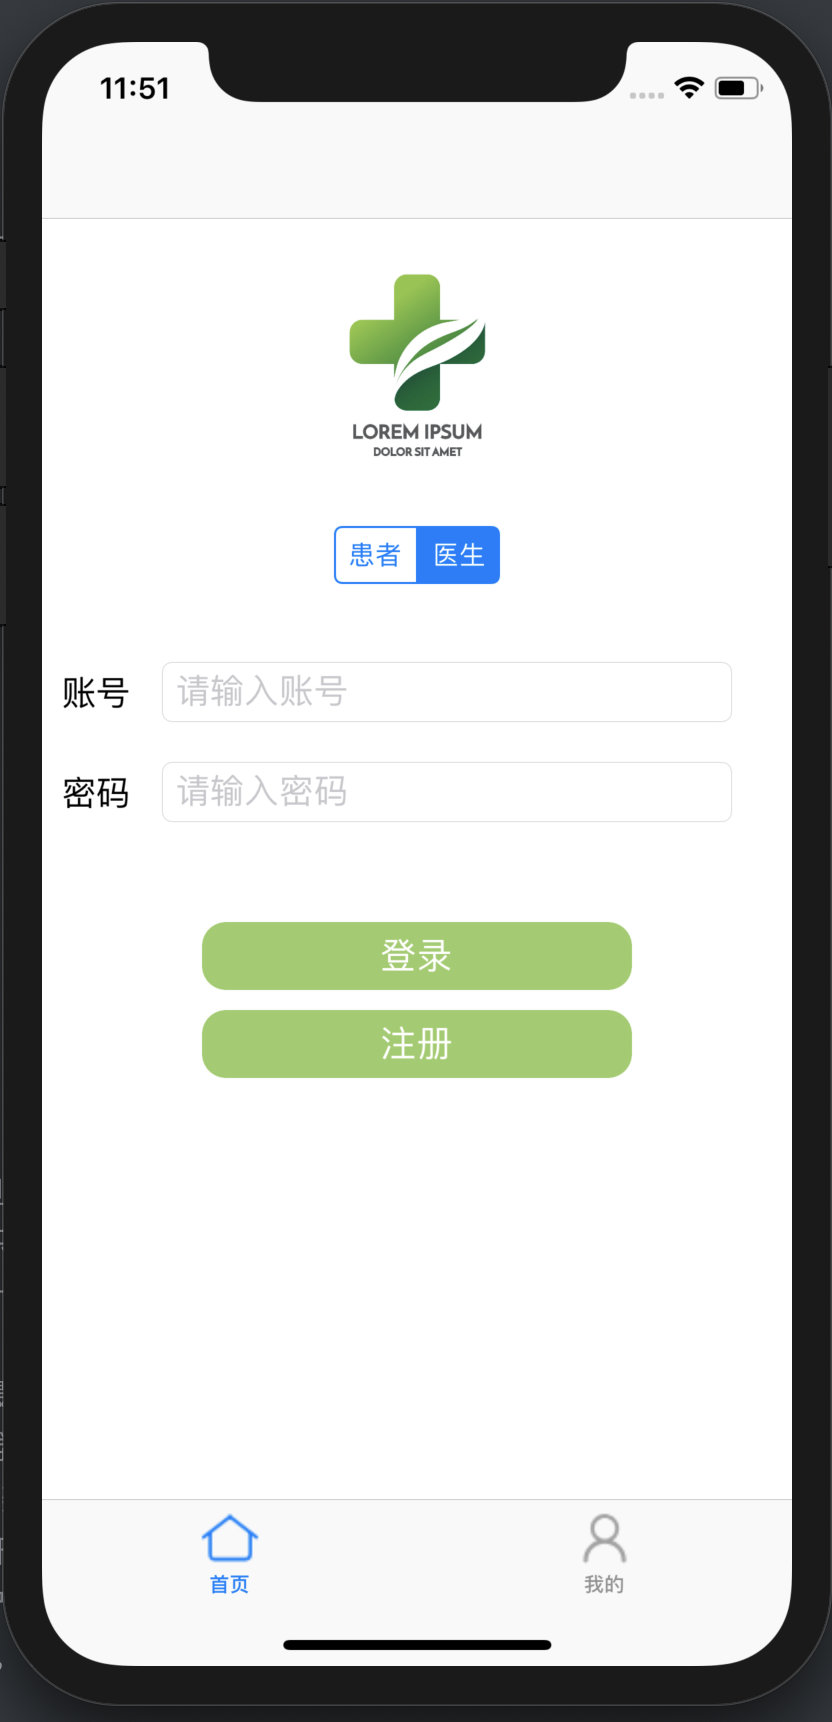 11:51
LOREM IPSUM
DOLOR SIT AMET
患者 医生
账号 请输入账号
密码 请输入密码
登录
注册
首页 我的